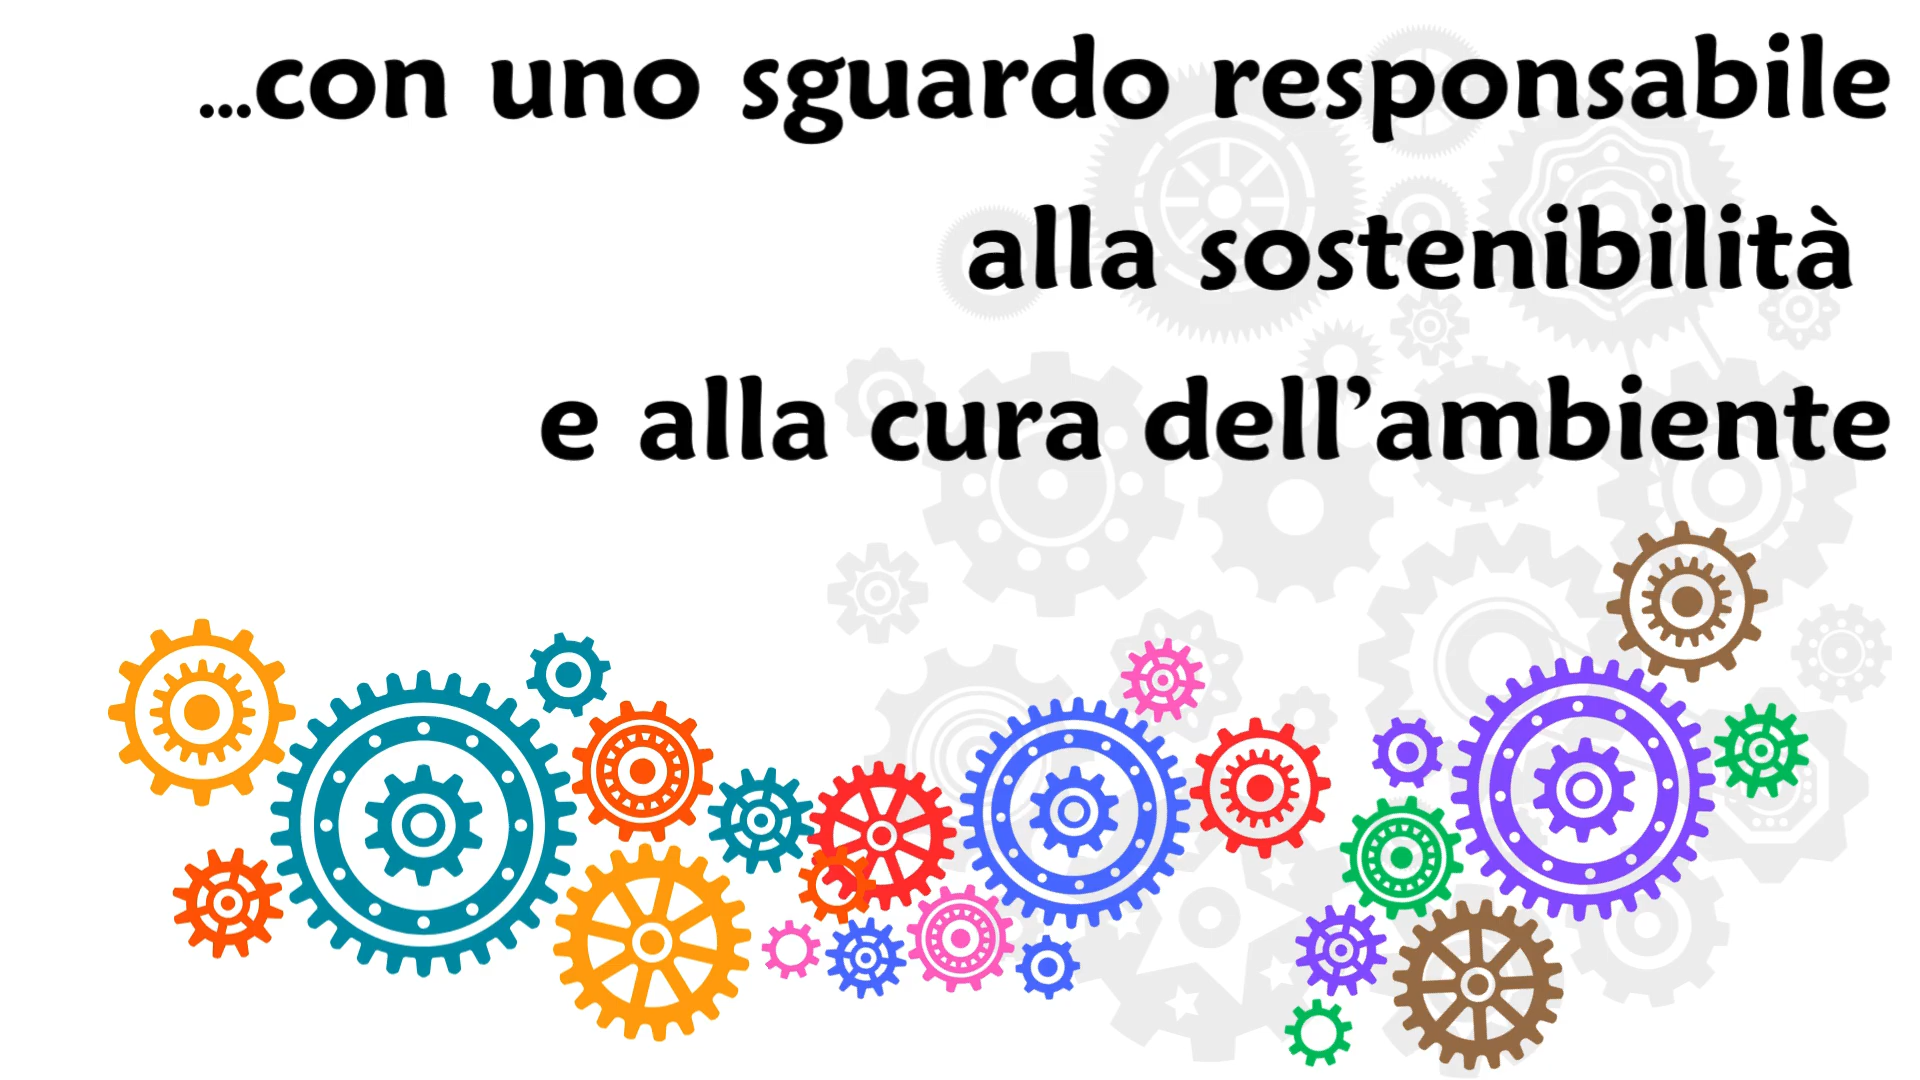 ...con uno sguardo responsabile
alla sostenibilità
e alla cura dell’ambiente